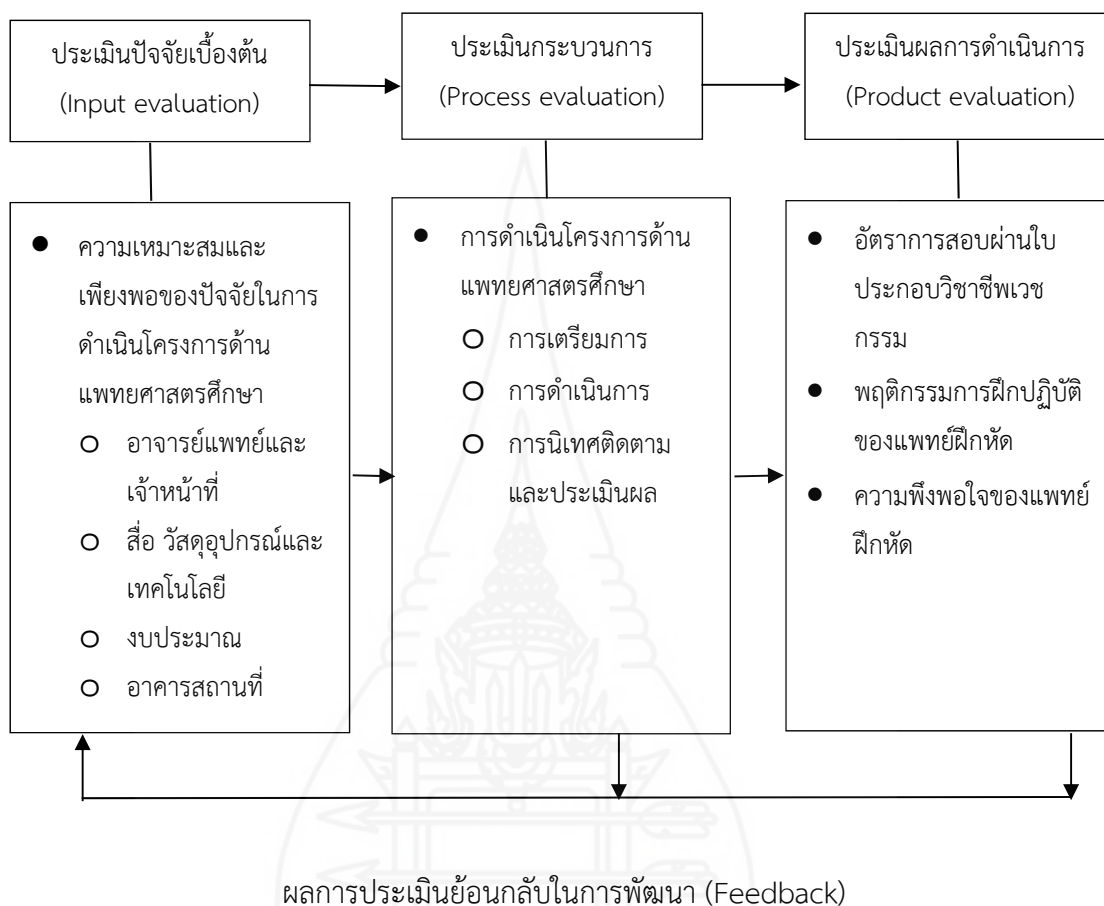 ประเมินปัจจัยเบื้องต้น
(Input evaluation)
ประเมินกระบวนการ
(Process evaluation)
ประเมินผลการดำเนินการ
(Product evaluation)
● ความเหมาะสมและ
เพียงพอของปัจจัยในการ
ดำเนินโครงการด้าน
แพทยศาสตรศึกษา
o อาจารย์แพทย์และ
เจ้าหน้าที่
o สื่อ วัสดุอุปกรณ์และ
เทคโนโลยี
o งบประมาณ
o อาคารสถานที่
● การดำเนินโครงการด้าน
แพทยศาสตรศึกษา
o การเตรียมการ
o การดำเนินการ
o การนิเทศติดตาม
และประเมินผล
● อัตราการสอบผ่านใบ
ประกอบวิชาชีพเวช
กรรม
● พฤติกรรมการฝึกปฏิบัติ
ของแพทย์ฝึกหัด
● ความพึงพอใจของแพทย์
ฝึกหัด
ผลการประเมินย้อนกลับในการพัฒนา (Feedback)